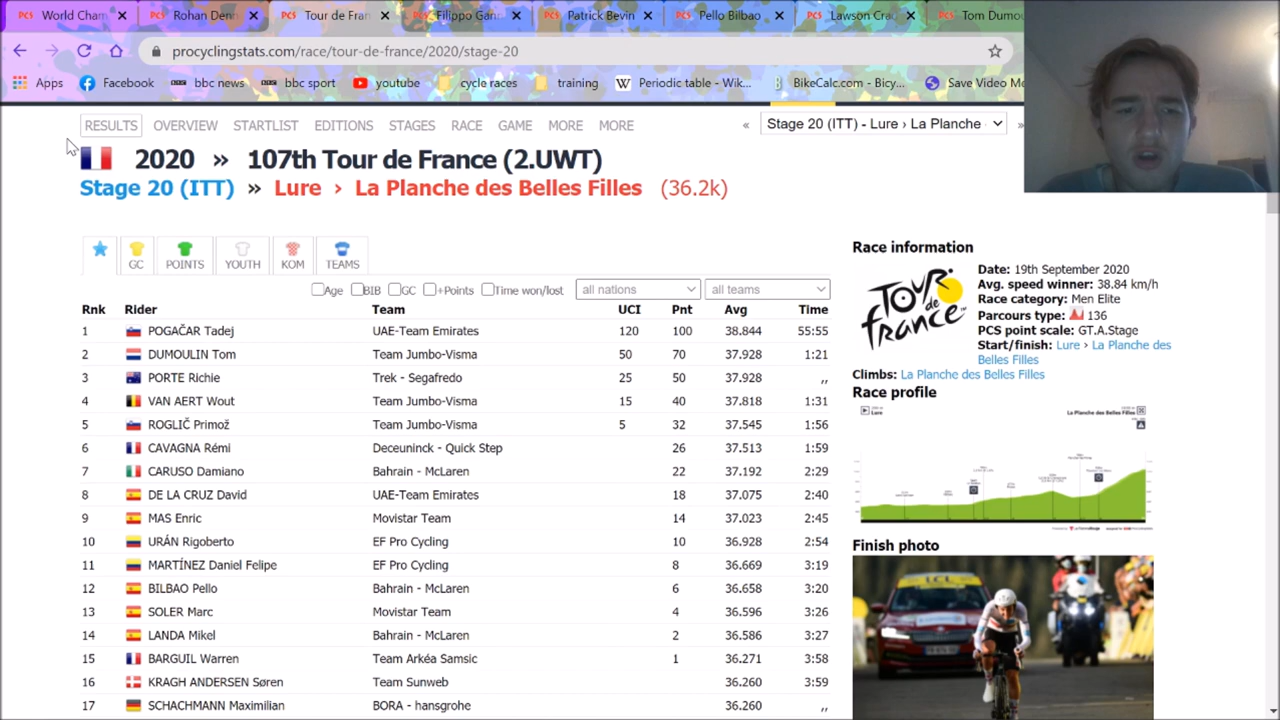 World Cham
Rohan Denn
Tour de Fran
Filippo Gan
Patrick Bevin
Pello Bilbao
Lawson Cra
Tom Dumou
procyclingstats.com/race/tour-de-france/2020/stage-20
Apps
Facebook
bbc news
bbc sport
youtube
cycle races
training
Periodic table - Wik...
BikeCalc.com - Bicy...
Save Video Me
RESULTS
UPDATE
STARTLIST
EDITIONS
STAGES
RACE
GAME
MORE
MORE
«
Stage 20 (ITT) - Lure › La Planche
»
2020 » 107th Tour de France (2.UWT)
Stage 20 (ITT) » Lure › La Planche des Belles Filles (36.2k)
GC
POINTS
YOUTH
KOM
TEAMS
Age
BIB
GC
+Points
Time won/lost
all nations
all teams
Rnk Rider Team UCI Pnt Avg Time
1 POGAČAR Tadej UAE-Team Emirates 120 100 38.844 55:55
2 DUMOULIN Tom Team Jumbo-Visma 50 70 37.928 1:21
3 PORTE Richie Trek - Segafredo 25 50 37.928 ,,
4 VAN AERT Wout Team Jumbo-Visma 15 40 37.818 1:31
ROGLIČ Primož Team Jumbo-Visma 5 32 37.545 1:56
6 CAVAGNA Rémi Deceuninck - Quick Step 26 37.513 1:59
7 CARUSO Damiano Bahrain - McLaren 22 37.192 2:29
8 DE LA CRUZ David UAE-Team Emirates 18 37.075 2:40
9 MAS Enric Movistar Team 14 37.023 2:45
10 URÁN Rigoberto EF Pro Cycling 10 36.928 2:54
11 MARTÍNEZ Daniel Felipe EF Pro Cycling 8 36.669 3:19
12 BILBAO Pello Bahrain - McLaren 6 36.598 3:20
13 SOLER Marc Movistar Team 4 36.596 3:26
14 LANDA Mikel Bahrain - McLaren 2 36.586 3:27
15 BARGUIL Warren Team Arkéa Samsic 1 36.271 3:58
16 KRAGH ANDERSEN Søren Team Sunweb 36.260 3:59
17 SCHACHMANN Maximilian BORA - hansgrohe 36.260 ,,
Race information
TOUR de FRANCE
Date: 19th September 2020
Avg. speed winner: 38.84 km/h
Race category: Men Elite
Parcours type: 136
PCS point scale: GT.A.Stage
Start/finish: Lure › La Planche des
Belles Filles
Climbs: La Planche des Belles Filles
Race profile
Lure
La Planche des Belles Filles
Finish photo
LCL